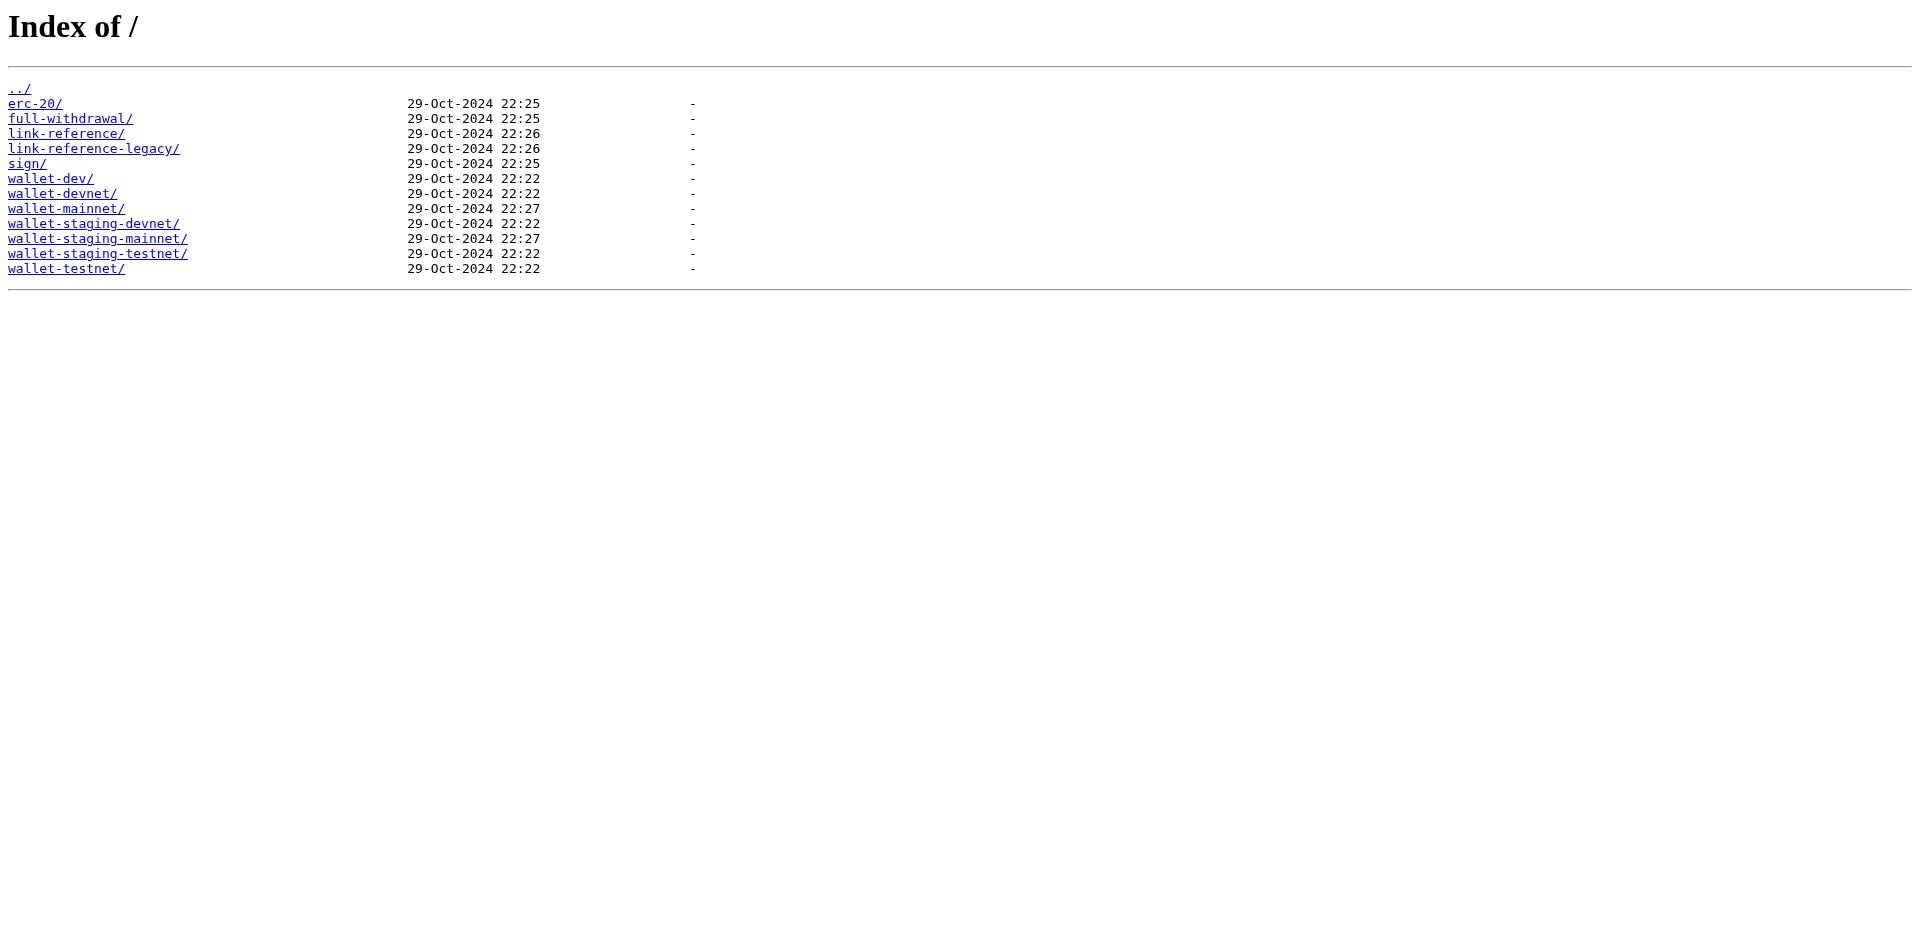 Index of /
../
erc-20/ 29-Oct-2024 22:25 -
full-withdrawal/ 29-Oct-2024 22:25 -
link-reference/ 29-Oct-2024 22:26 -
link-reference-legacy/ 29-Oct-2024 22:26 -
sign/ 29-Oct-2024 22:25 -
wallet-dev/ 29-Oct-2024 22:22 -
wallet-devnet/ 29-Oct-2024 22:22 -
wallet-mainnet/ 29-Oct-2024 22:27 -
wallet-staging-devnet/ 29-Oct-2024 22:22 -
wallet-staging-mainnet/ 29-Oct-2024 22:27 -
wallet-staging-testnet/ 29-Oct-2024 22:22 -
wallet-testnet/ 29-Oct-2024 22:22 -